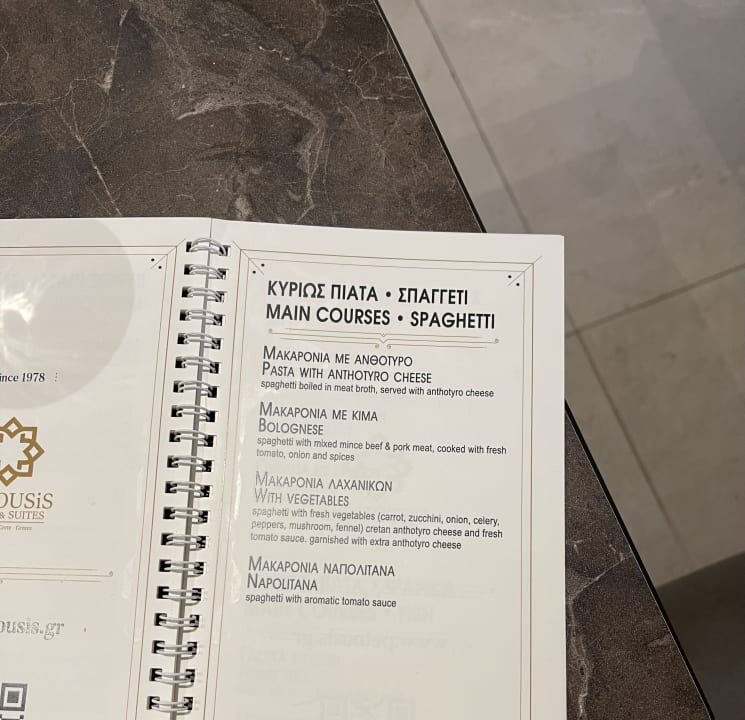 since 1978
OUSiS
& SUITES
Crete - Greece
ousis.gr
ΚΥΡΙΩΣ ΠΙΑΤΑ • ΣΠΑΓΓΕΤΙ
MAIN COURSES • SPAGHETTI
ΜΑΚΑΡΟΝΙΑ ΜΕ ΑΝΘΟΤΥΡΟ
PASTA WITH ANTHOTYRO CHEESE
spaghetti boiled in meat broth, served with anthotyro cheese
ΜΑΚΑΡΟΝΙΑ ΜΕ ΚΙΜΑ
BOLOGNESE
spaghetti with mixed mince beef & pork meat, cooked with fresh
tomato, onion and spices
ΜΑΚΑΡΟΝΙΑ ΛΑΧΑΝΙΚΩΝ
WITH VEGETABLES
spaghetti with fresh vegetables (carrot, zucchini, onion, celery,
peppers, mushroom, fennel) cretan anthotyro cheese and fresh
tomato sauce. garnished with extra anthotyro cheese
ΜΑΚΑΡΟΝΙΑ ΝΑΠΟΛΙΤΑΝΑ
NAPOLITANA
spaghetti with aromatic tomato sauce